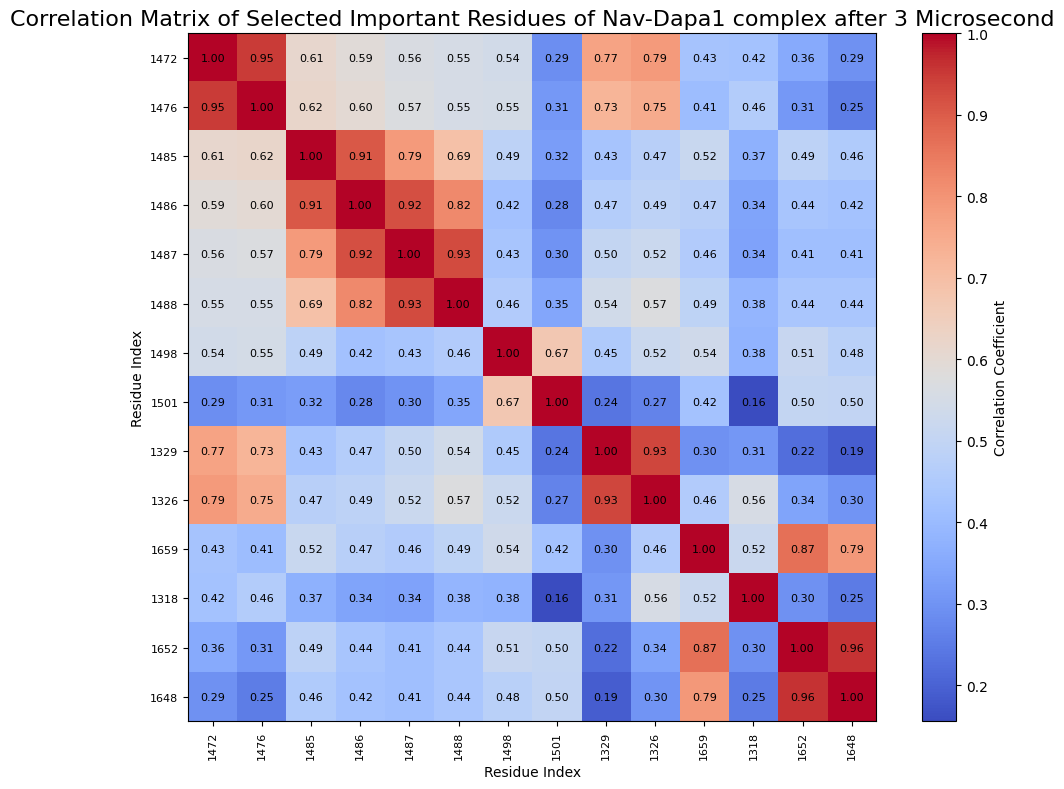 Correlation Matrix of Selected Important Residues of Nav-Dapa1 complex after 3 Microsecond
1472 1.00 0.95 0.61 0.59 0.56 0.55 0.54 0.29 0.77 0.79 0.43 0.42 0.36 0.29
1476 0.95 1.00 0.62 0.60 0.57 0.55 0.55 0.31 0.73 0.75 0.41 0.46 0.31 0.25
1485 0.61 0.62 1.00 0.91 0.79 0.69 0.49 0.32 0.43 0.47 0.52 0.37 0.49 0.46
1486 0.59 0.60 0.91 1.00 0.92 0.82 0.42 0.28 0.47 0.49 0.47 0.34 0.44 0.42
1487 0.56 0.57 0.79 0.92 1.00 0.93 0.43 0.30 0.50 0.52 0.46 0.34 0.41 0.41
1488 0.55 0.55 0.69 0.82 0.93 1.00 0.46 0.35 0.54 0.57 0.49 0.38 0.44 0.44
1498 0.54 0.55 0.49 0.42 0.43 0.46 1.00 0.67 0.45 0.52 0.54 0.38 0.51 0.48
1501 0.29 0.31 0.32 0.28 0.30 0.35 0.67 1.00 0.24 0.27 0.42 0.16 0.50 0.50
1329 0.77 0.73 0.43 0.47 0.50 0.54 0.45 0.24 1.00 0.93 0.30 0.31 0.22 0.19
1326 0.79 0.75 0.47 0.49 0.52 0.57 0.52 0.27 0.93 1.00 0.46 0.56 0.34 0.30
1659 0.43 0.41 0.52 0.47 0.46 0.49 0.54 0.42 0.30 0.46 1.00 0.52 0.87 0.79
1318 0.42 0.46 0.37 0.34 0.34 0.38 0.38 0.16 0.31 0.56 0.52 1.00 0.30 0.25
1652 0.36 0.31 0.49 0.44 0.41 0.44 0.51 0.50 0.22 0.34 0.87 0.30 1.00 0.96
1648 0.29 0.25 0.46 0.42 0.41 0.44 0.48 0.50 0.19 0.30 0.79 0.25 0.96 1.00
1472 1476 1485 1486 1487 1488 1498 1501 1329 1326 1659 1318 1652 1648
Residue Index
Residue Index
1.0
0.9
0.8
0.7
0.6
0.5
0.4
0.3
0.2
Correlation Coefficient